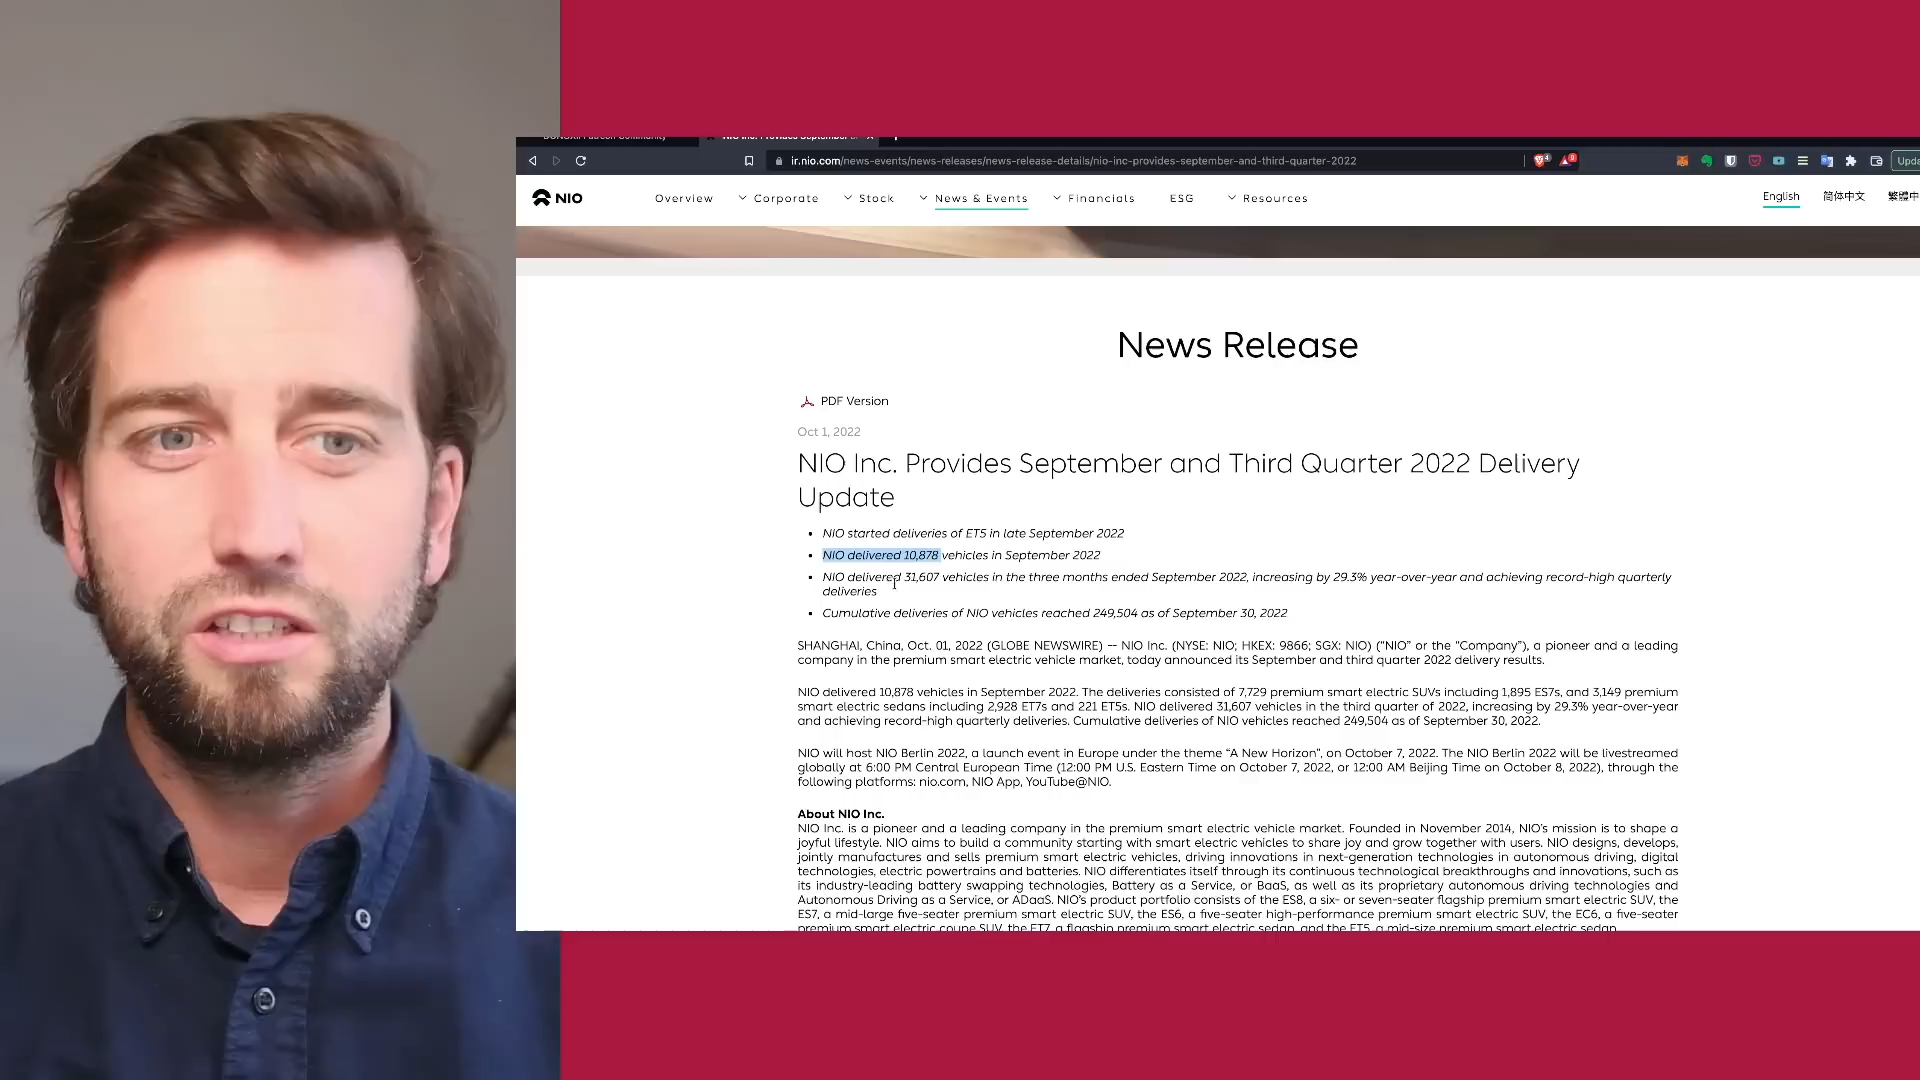 ir.nio.com/news-events/news-releases/news-release-details/nio-inc-provides-september-and-third-quarter-2022
NIO
Overview
Corporate
Stock
News & Events
Financials
ESG
Resources
English
简体中文
News Release
PDF Version
Oct 1, 2022
NIO Inc. Provides September and Third Quarter 2022 Delivery
Update
• NIO started deliveries of ET5 in late September 2022
• NIO delivered 10,878 vehicles in September 2022
• NIO delivered 31,607 vehicles in the three months ended September 2022, increasing by 29.3% year-over-year and achieving record-high quarterly
deliveries
• Cumulative deliveries of NIO vehicles reached 249,504 as of September 30, 2022
SHANGHAI, China, Oct. 01, 2022 (GLOBE NEWSWIRE) -- NIO Inc. (NYSE: NIO; HKEX: 9866; SGX: NIO) (“NIO” or the “Company”), a pioneer and a leading
company in the premium smart electric vehicle market, today announced its September and third quarter 2022 delivery results.
NIO delivered 10,878 vehicles in September 2022. The deliveries consisted of 7,729 premium smart electric SUVs including 1,895 ES7s, and 3,149 premium
smart electric sedans including 2,928 ET7s and 221 ET5s. NIO delivered 31,607 vehicles in the third quarter of 2022, increasing by 29.3% year-over-year
and achieving record-high quarterly deliveries. Cumulative deliveries of NIO vehicles reached 249,504 as of September 30, 2022.
NIO will host NIO Berlin 2022, a launch event in Europe under the theme “A New Horizon”, on October 7, 2022. The NIO Berlin 2022 will be livestreamed
globally at 6:00 PM Central European Time (12:00 PM U.S. Eastern Time on October 7, 2022, or 12:00 AM Beijing Time on October 8, 2022), through the
following platforms: nio.com, NIO App, YouTube@NIO.
About NIO Inc.
NIO Inc. is a pioneer and a leading company in the premium smart electric vehicle market. Founded in November 2014, NIO’s mission is to shape a
joyful lifestyle. NIO aims to build a community starting with smart electric vehicles to share joy and grow together with users. NIO designs, develops,
jointly manufactures and sells premium smart electric vehicles, driving innovations in next-generation technologies in autonomous driving, digital
technologies, electric powertrains and batteries. NIO differentiates itself through its continuous technological breakthroughs and innovations, such as
its industry-leading battery swapping technologies, Battery as a Service, or BaaS, as well as its proprietary autonomous driving technologies and
Autonomous Driving as a Service, or ADaaS. NIO’s product portfolio consists of the ES8, a six- or seven-seater flagship premium smart electric SUV, the
ES7, a mid-large five-seater premium smart electric SUV, the ES6, a five-seater high-performance premium smart electric SUV, the EC6, a five-seater
premium smart electric coupe SUV, the ET7, a flagship premium smart electric sedan, and the ET5, a mid-size premium smart electric sedan.